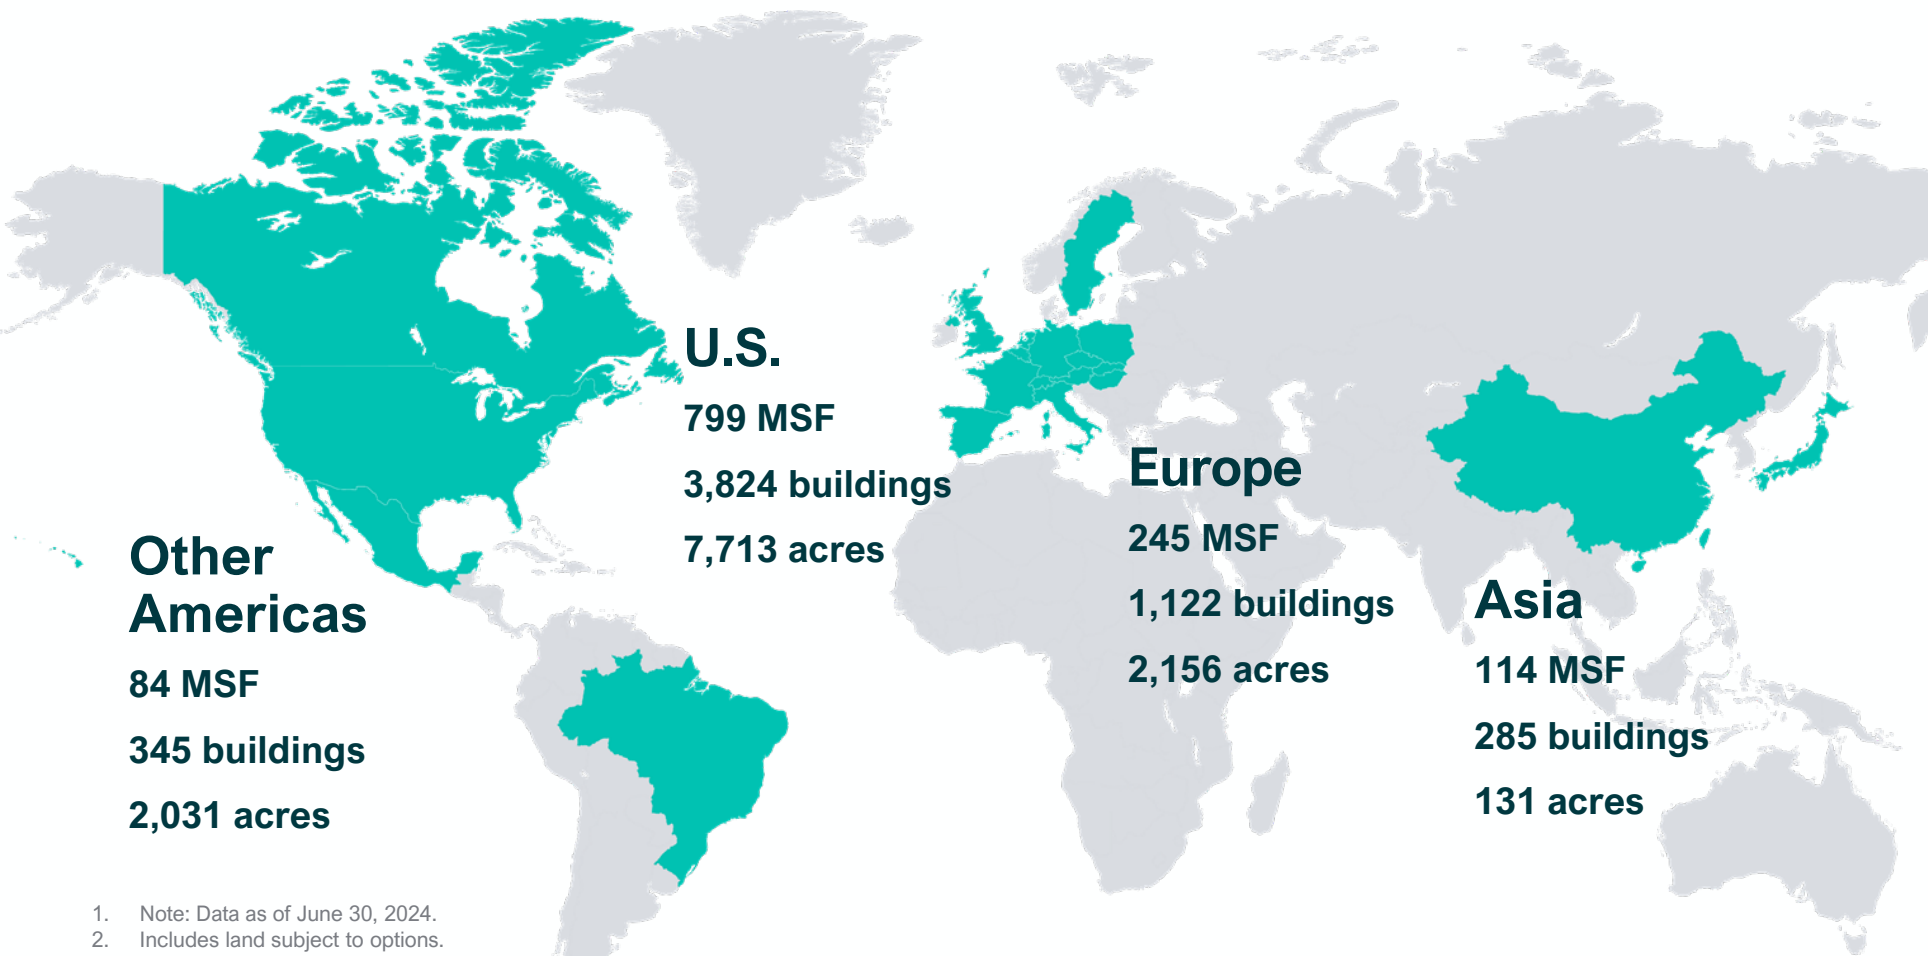 U.S.
799 MSF
3,824 buildings
7,713 acres
Other
Americas
84 MSF
345 buildings
2,031 acres
Europe
245 MSF
1,122 buildings
2,156 acres
Asia
114 MSF
285 buildings
131 acres
1. Note: Data as of June 30, 2024.
2. Includes land subject to options.